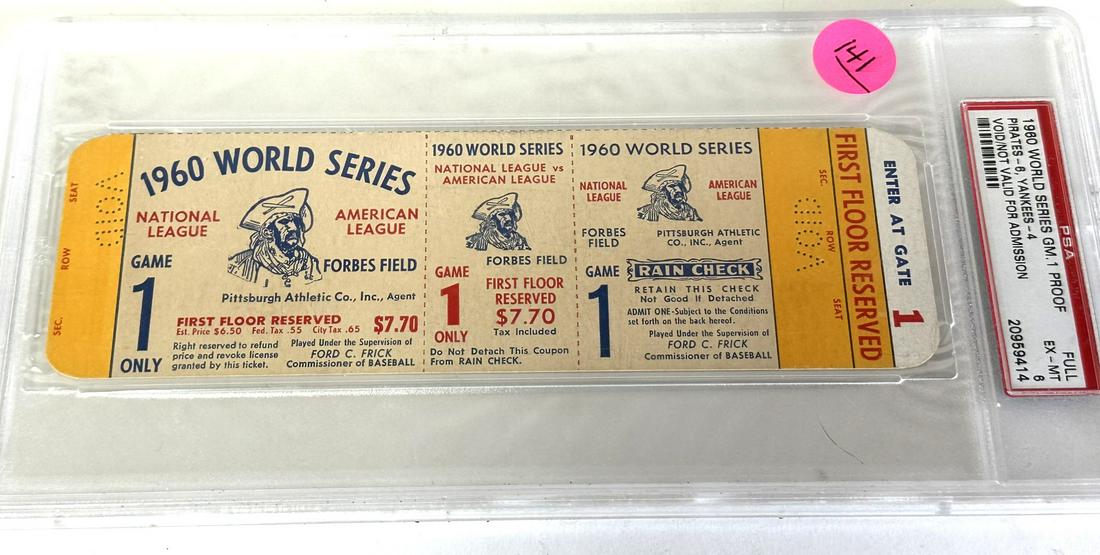 141
SEAT
ROW
SEC.
VOID
1960 WORLD SERIES
NATIONAL LEAGUE
AMERICAN LEAGUE
FORBES FIELD
GAME
1
ONLY
Pittsburgh Athletic Co., Inc., Agent
FIRST FLOOR RESERVED
Est. Price $6.50 Fed. Tax .55 City Tax .65
$7.70
Right reserved to refund
price and revoke license
granted by this ticket.
Played Under the Supervision of
FORD C. FRICK
Commissioner of BASEBALL
1960 WORLD SERIES
NATIONAL LEAGUE vs
AMERICAN LEAGUE
FORBES FIELD
GAME
1
ONLY
FIRST FLOOR
RESERVED
$7.70
Tax Included
Do Not Detach This Coupon
From RAIN CHECK.
1960 WORLD SERIES
NATIONAL
LEAGUE
AMERICAN
LEAGUE
FORBES
FIELD
PITTSBURGH ATHLETIC
CO., INC., Agent
GAME
1
ONLY
RAIN CHECK
RETAIN THIS CHECK
Not Good If Detached
ADMIT ONE-Subject to the Conditions
set forth on the back hereof.
Played Under the Supervision of
FORD C. FRICK
Commissioner of BASEBALL
SEC.
ROW
SEAT
VOID
FIRST FLOOR RESERVED
ENTER AT GATE 1
PSA
1960 WORLD SERIES GM.1 PROOF FULL
PIRATES-6, YANKEES-4 EX-MT
VOID/NOT VALID FOR ADMISSION 6
20959414